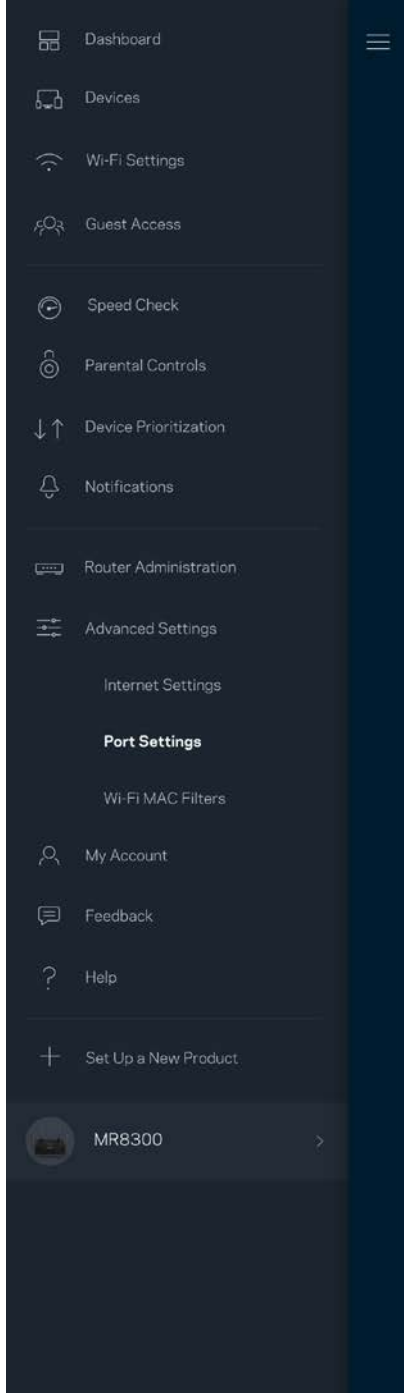 Dashboard
Devices
Wi-Fi Settings
Guest Access
Speed Check
Parental Controls
Device Prioritization
Notifications
Router Administration
Advanced Settings
Internet Settings
Port Settings
Wi-Fi MAC Filters
My Account
Feedback
Help
Set Up a New Product
MR8300